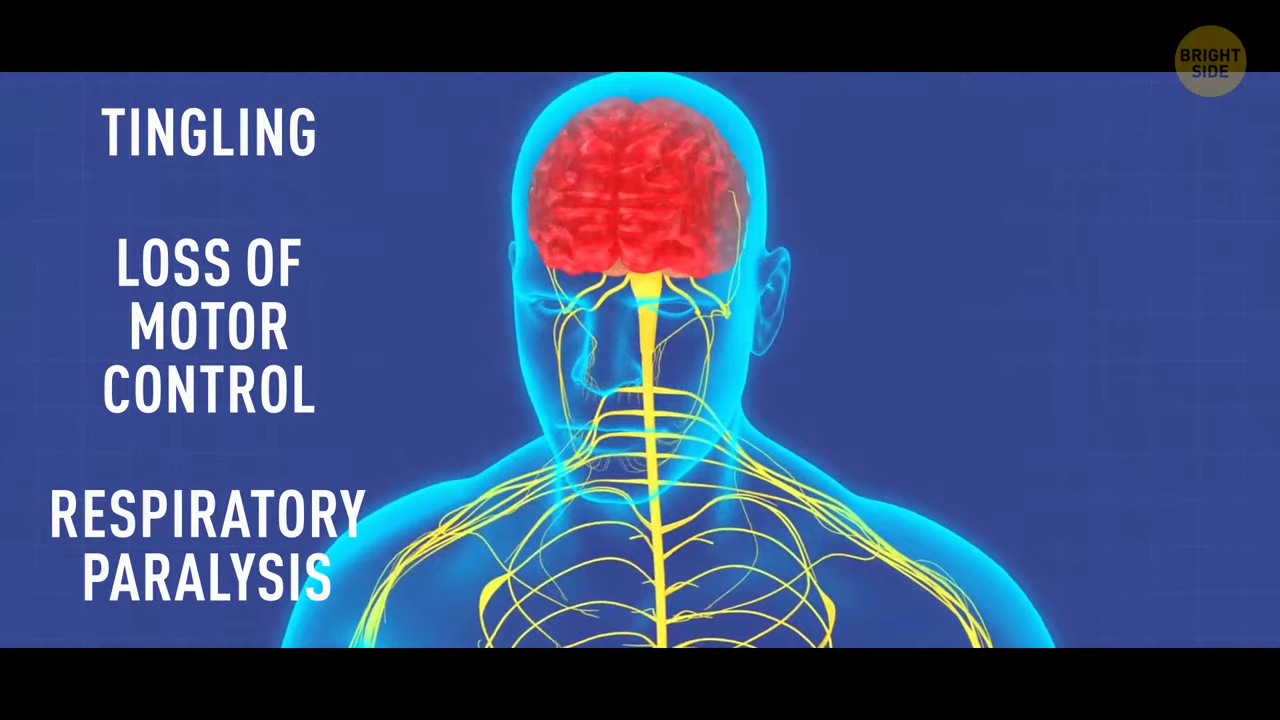 BRIGHT
SIDE
TINGLING
LOSS OF
MOTOR
CONTROL
RESPIRATORY
PARALYSIS